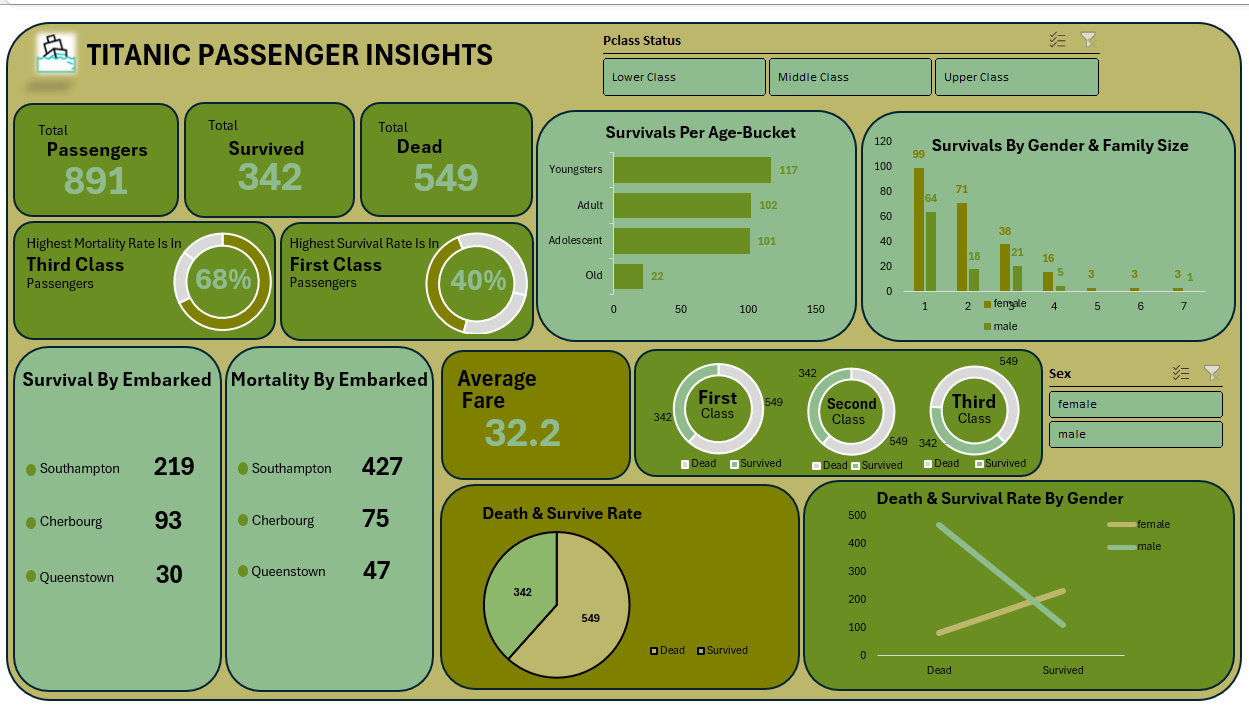 TITANIC PASSENGER INSIGHTS
Pclass Status
Lower Class
Middle Class
Upper Class
Total
Passengers
891
Total
Survived
342
Total
Dead
549
Highest Mortality Rate Is In
Third Class
Passengers
68%
Highest Survival Rate Is In
First Class
Passengers
40%
Survivals Per Age-Bucket
Youngsters 117
Adult 102
Adolescent 101
Old 22
0 50 100 150
Survivals By Gender & Family Size
120
100
80
60
40
20
0
99 64 71 18 38 21 16 5 3 3 3 1
1 2 3 4 5 6 7
female
male
Survival By Embarked
Southampton 219
Cherbourg 93
Queenstown 30
Mortality By Embarked
Southampton 427
Cherbourg 75
Queenstown 47
Average
Fare
32.2
First
Class
342
549
Dead Survived
Second
Class
342
549
Dead Survived
Third
Class
549
342
Dead Survived
Sex
female
male
Death & Survive Rate
342
549
Dead Survived
Death & Survival Rate By Gender
500
400
300
200
100
0
Dead Survived
female
male